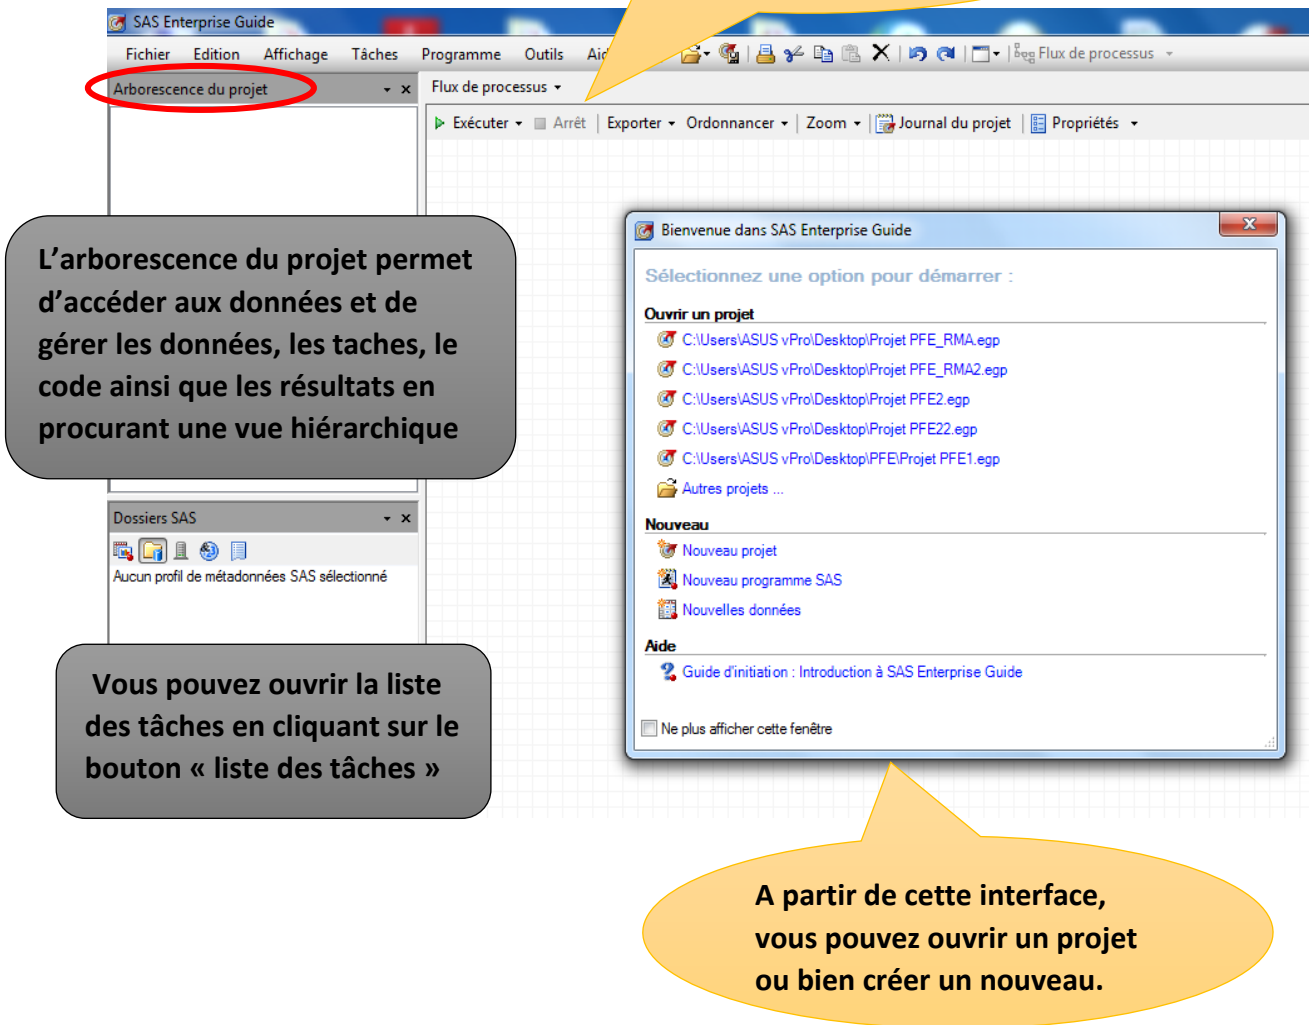 SAS Enterprise Guide
Fichier Edition Affichage Tâches Programme Outils Flux de processus
Arborescence du projet
Flux de processus
Exécuter Arrêt Exporter Ordonnancer Zoom Journal du projet Propriétés
L'arborescence du projet permet
d'accéder aux données et de
gérer les données, les taches, le
code ainsi que les résultats en
procurant une vue hiérarchique
Bienvenue dans SAS Enterprise Guide
Sélectionnez une option pour démarrer :
Ouvrir un projet
C:\Users\ASUS vPro\Desktop\Projet PFE_RMA.egp
C:\Users\ASUS vPro\Desktop\Projet PFE_RMA2.egp
C:\Users\ASUS vPro\Desktop\Projet PFE2.egp
C:\Users\ASUS vPro\Desktop\Projet PFE22.egp
C:\Users\ASUS vPro\Desktop\PFE\Projet PFE1.egp
Autres projets ...
Nouveau
Nouveau projet
Nouveau programme SAS
Nouvelles données
Aide
Guide d'initiation : Introduction à SAS Enterprise Guide
Ne plus afficher cette fenêtre
Dossiers SAS
Aucun profil de métadonnées SAS sélectionné
Vous pouvez ouvrir la liste
des tâches en cliquant sur le
bouton « liste des tâches »
A partir de cette interface,
vous pouvez ouvrir un projet
ou bien créer un nouveau.